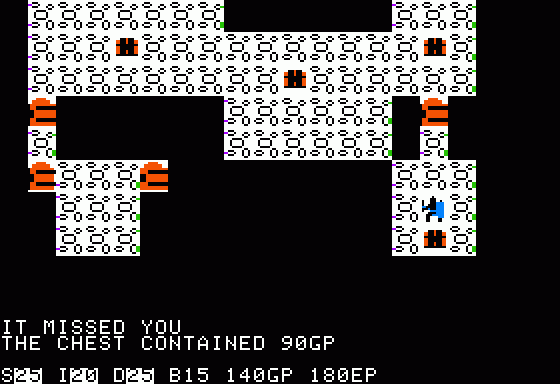 IT MISSED YOU
THE CHEST CONTAINED 90GP
S25 I20 D25 B15 140GP 180EP